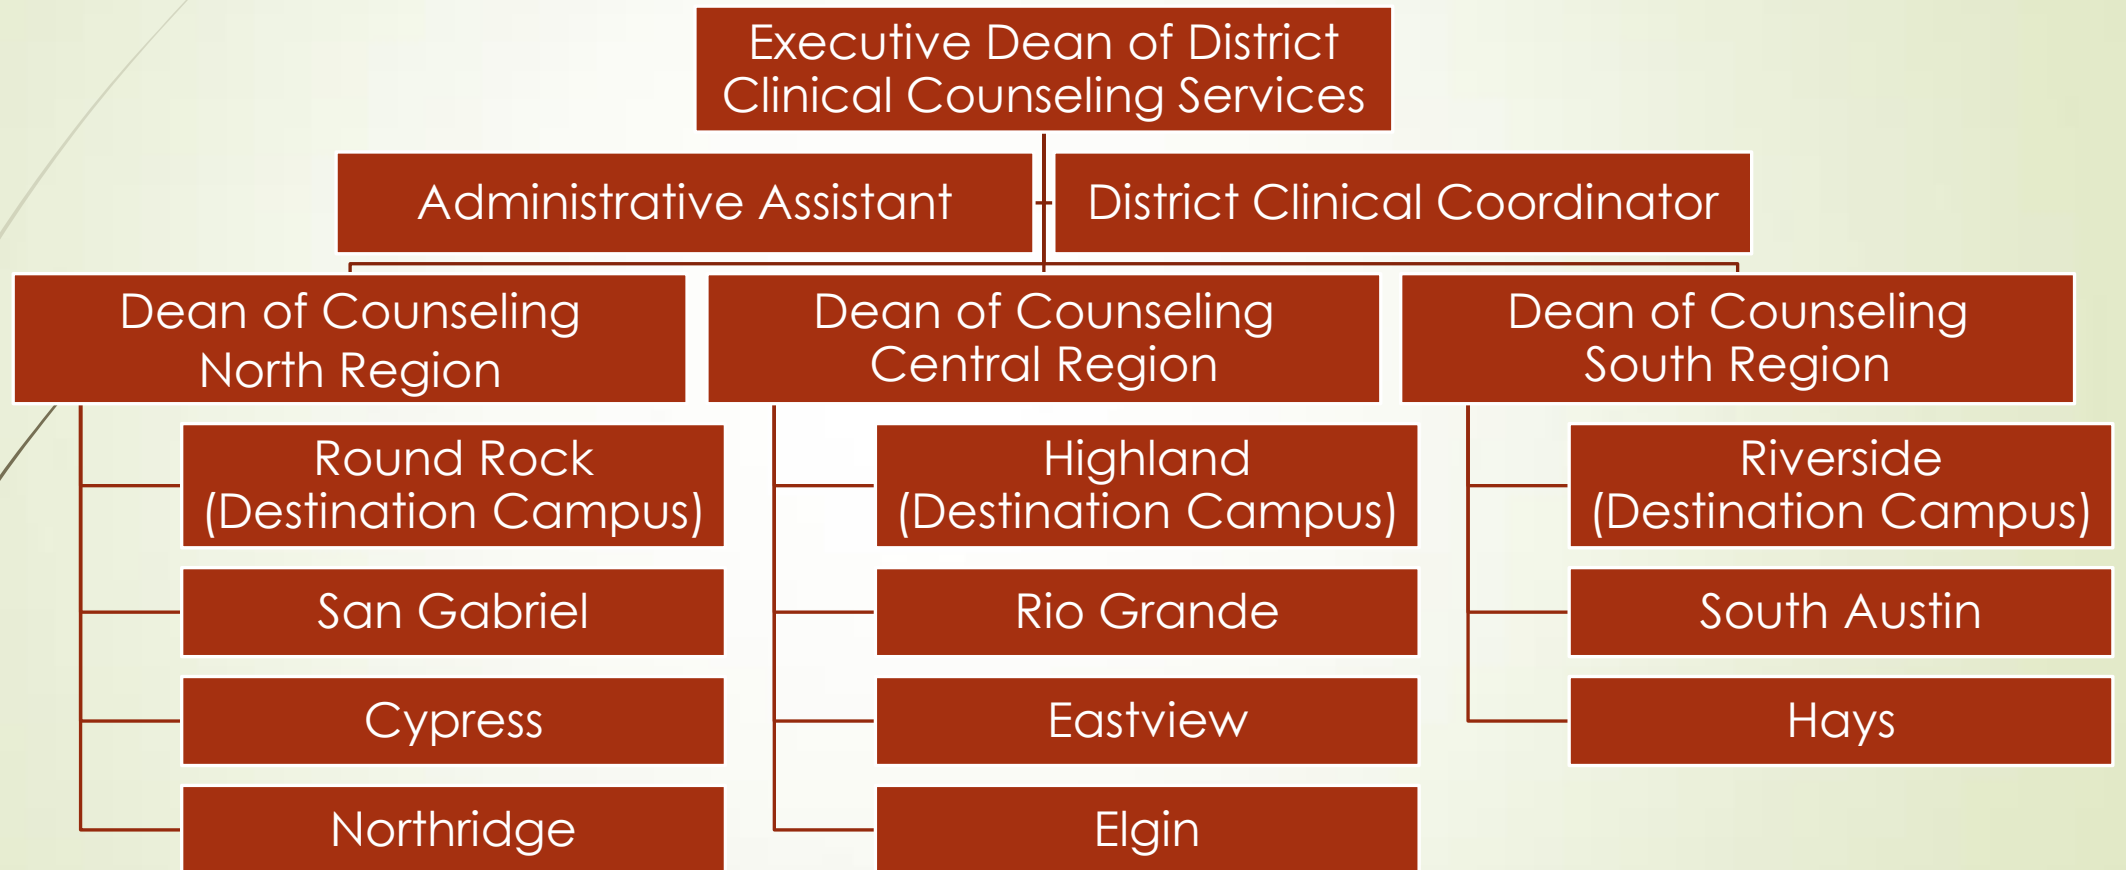 Executive Dean of District
Clinical Counseling Services
Administrative Assistant
District Clinical Coordinator
Dean of Counseling
North Region
Dean of Counseling
Central Region
Dean of Counseling
South Region
Round Rock
(Destination Campus)
San Gabriel
Cypress
Northridge
Highland
(Destination Campus)
Rio Grande
Eastview
Elgin
Riverside
(Destination Campus)
South Austin
Hays